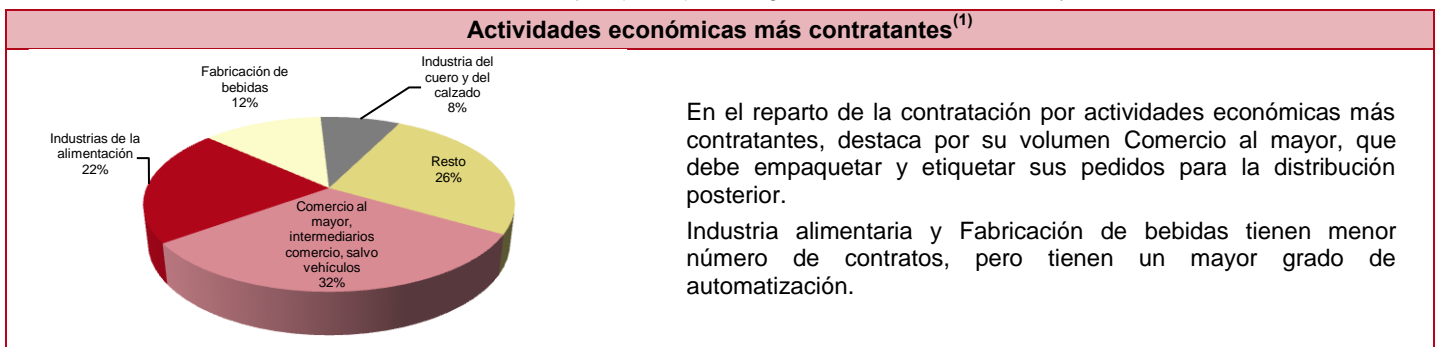 Actividades económicas más contratantes(1)
Fabricación de
bebidas
12%
Industria del
cuero y del
calzado
8%
Industrias de la
alimentación
22%
Resto
26%
Comercio al
mayor,
intermediarios
comercio, salvo
vehículos
32%
En el reparto de la contratación por actividades económicas más
contratantes, destaca por su volumen Comercio al mayor, que
debe empaquetar y etiquetar sus pedidos para la distribución
posterior.
Industria alimentaria y Fabricación de bebidas tienen menor
número de contratos, pero tienen un mayor grado de
automatización.